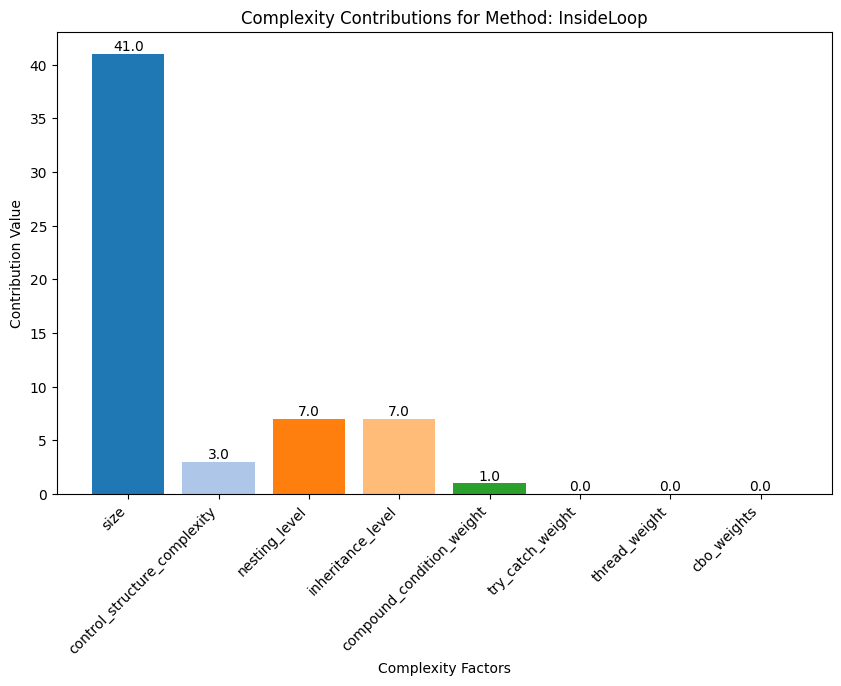 Complexity Contributions for Method: InsideLoop
Contribution Value
40
35
30
25
20
15
10
5
0
41.0
3.0
7.0
7.0
1.0
0.0
0.0
0.0
size
control_structure_complexity
nesting_level
inheritance_level
compound_condition_weight
try_catch_weight
thread_weight
cbo_weights
Complexity Factors